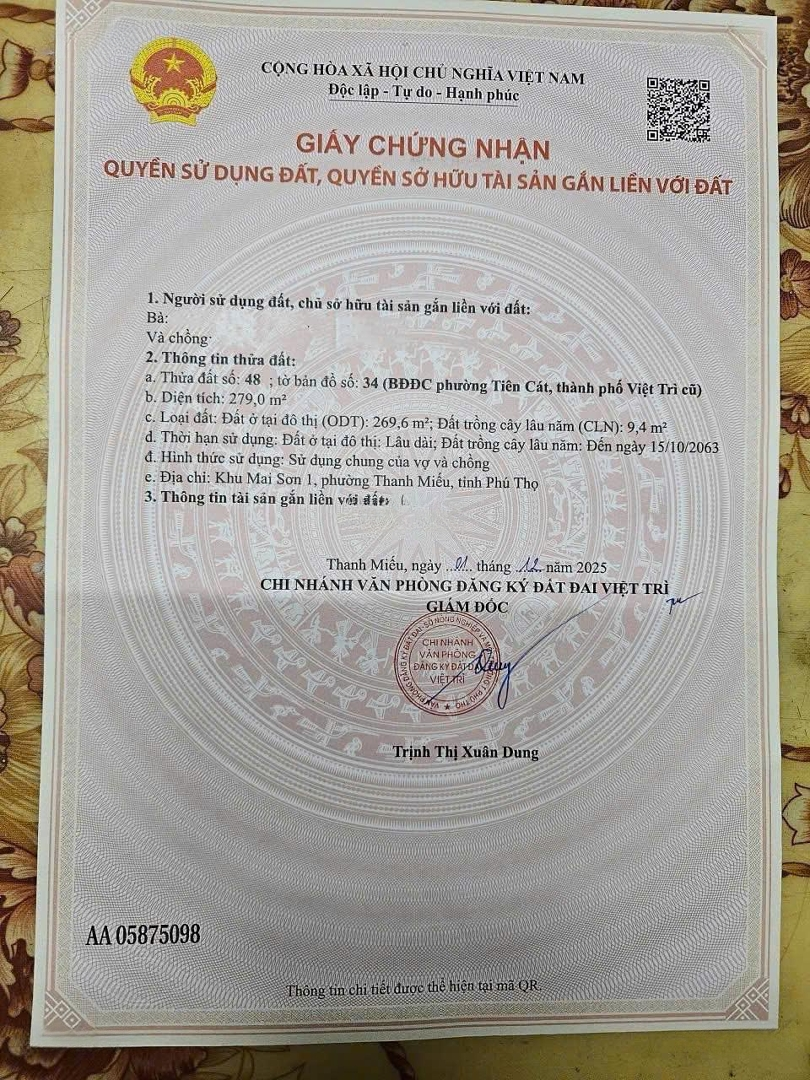 CỘNG HÒA XÃ HỘI CHỦ NGHĨA VIỆT NAM
Độc lập - Tự do - Hạnh phúc
GIẤY CHỨNG NHẬN
QUYỀN SỬ DỤNG ĐẤT, QUYỀN SỞ HỮU TÀI SẢN GẮN LIỀN VỚI ĐẤT
1. Người sử dụng đất, chủ sở hữu tài sản gắn liền với đất:
Bà:
Và chồng
2. Thông tin thửa đất:
a. Thửa đất số: 48 ; tờ bản đồ số: 34 (BĐĐC phường Tiên Cát, thành phố Việt Trì cũ)
b. Diện tích: 279,0 m²
c. Loại đất: Đất ở tại đô thị (ODT): 269,6 m²; Đất trồng cây lâu năm (CLN): 9,4 m²
d. Thời hạn sử dụng: Đất ở tại đô thị: Lâu dài; Đất trồng cây lâu năm: Đến ngày 15/10/2063
đ. Hình thức sử dụng: Sử dụng chung của vợ và chồng
e. Địa chỉ: Khu Mai Sơn 1, phường Thanh Miếu, tỉnh Phú Thọ
3. Thông tin tài sản gắn liền với đất:
Thanh Miếu, ngày 01 tháng 12 năm 2025
CHI NHÁNH VĂN PHÒNG ĐĂNG KÝ ĐẤT ĐAI VIỆT TRÌ
GIÁM ĐỐC
CHI NHÁNH
VĂN PHÒNG
ĐĂNG KÝ ĐẤT ĐAI
VIỆT TRÌ
Trịnh Thị Xuân Dung
AA 05875098
Thông tin chi tiết được thể hiện tại mã QR.